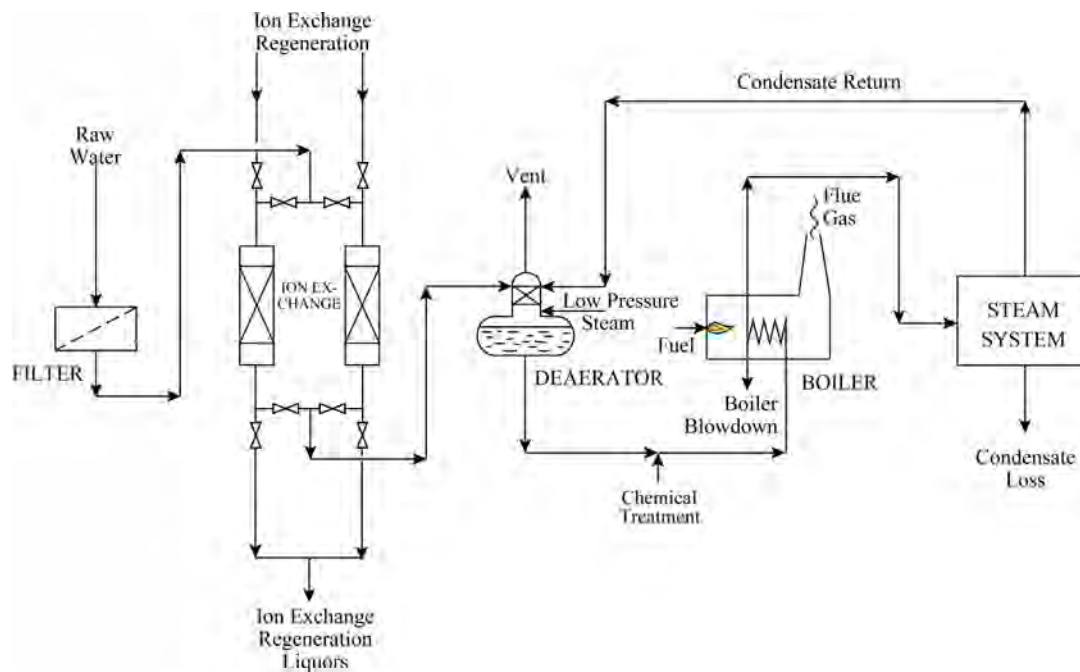 Ion Exchange
Regeneration
Condensate Return
Raw
Water
Vent
Flue
Gas
ION EX-
CHANGE
Low Pressure
Steam
STEAM
SYSTEM
Fuel
FILTER
DEAERATOR
BOILER
Boiler
Blowdown
Condensate
Loss
Chemical
Treatment
Ion Exchange
Regeneration
Liquors